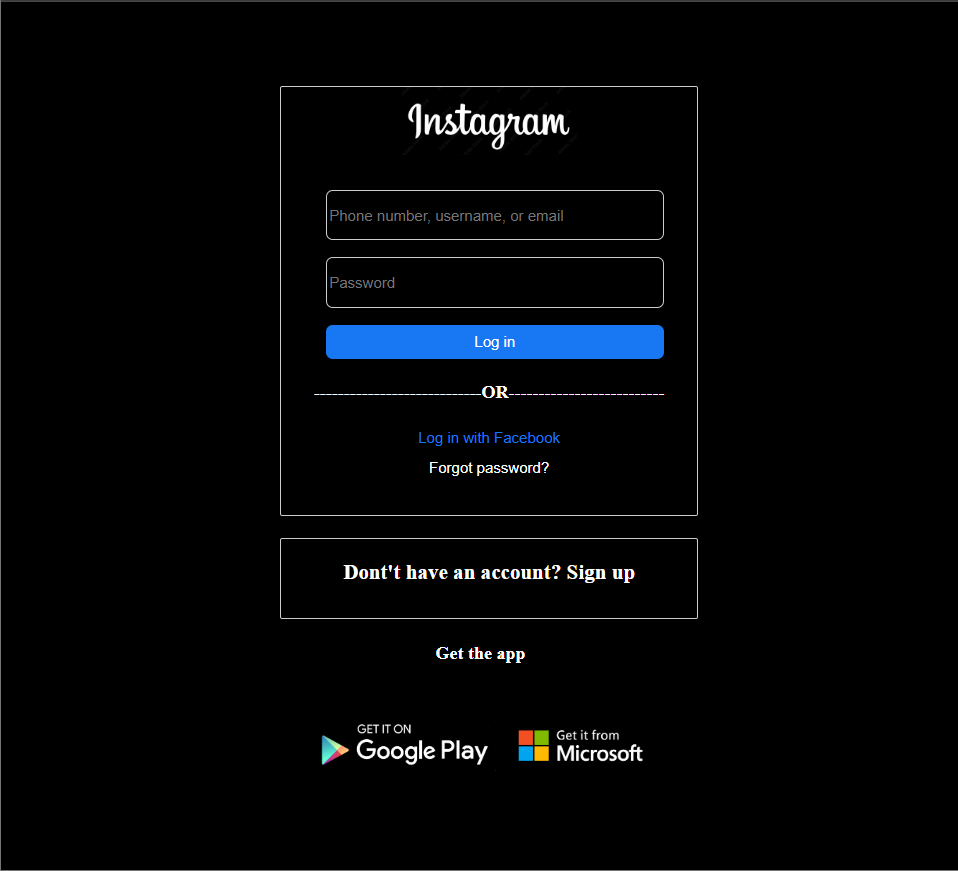 Instagram
Phone number, username, or email
Password
Log in
----------------------------OR--------------------------
Log in with Facebook
Forgot password?
Dont't have an account? Sign up
Get the app
GET IT ON
Google Play
Get it from
Microsoft